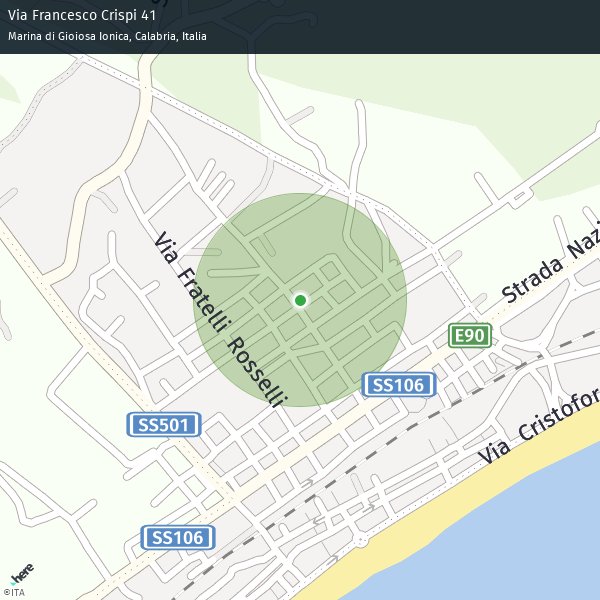 Via Francesco Crispi 41
Marina di Gioiosa Ionica, Calabria, Italia
Via Fratelli Rosselli
Strada Nazi
E90
SS106
SS501
Via Cristofor
SS106
here
©ITA